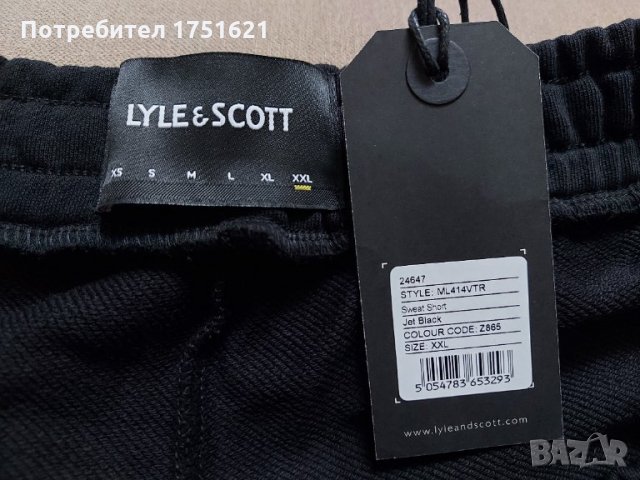 Потребител 1751621
LYLE & SCOTT
XS S M L XL XXL
24647
STYLE: ML414VTR
Sweat Short
Jet Black
COLOUR CODE: Z865
SIZE: XXL
5 054783 653293
www.lyleandscott.com
BAZAR